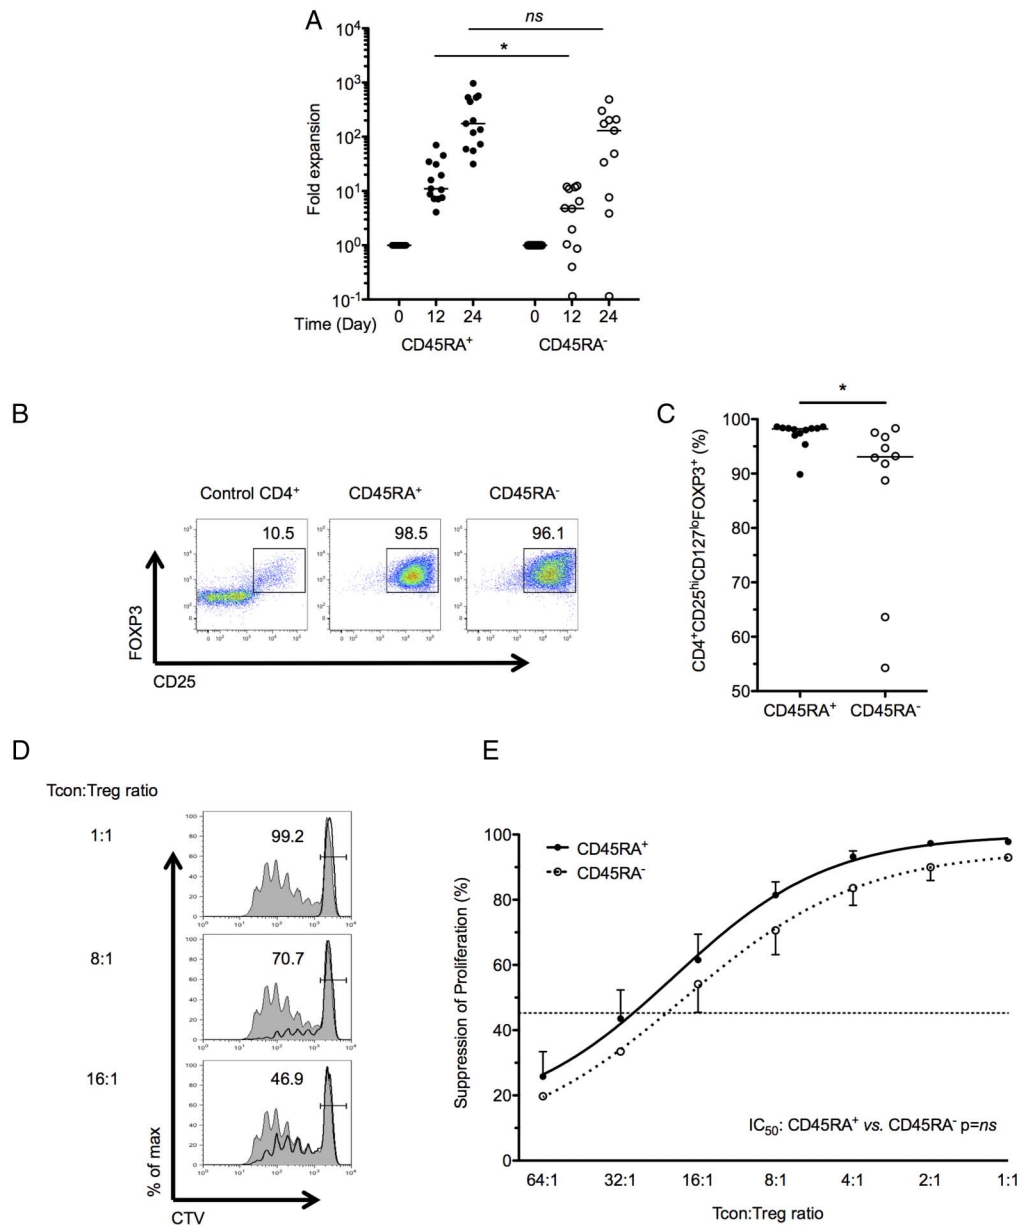 A
ns
*
10⁴
10³
10²
10¹
10⁰
10⁻¹
Fold expansion
Time (Day)
0 12 24 0 12 24
CD45RA⁺ CD45RA⁻
B
Control CD4⁺ CD45RA⁺ CD45RA⁻
10.5 98.5 96.1
FOXP3
CD25
C
*
100
90
80
70
60
50
CD4⁺CD25ʰⁱCD127ˡᵒFOXP3⁺ (%)
CD45RA⁺ CD45RA⁻
D
Tcon:Treg ratio
1:1
99.2
8:1
70.7
16:1
46.9
% of max
CTV
E
CD45RA⁺
CD45RA⁻
100
80
60
40
20
0
Suppression of Proliferation (%)
IC₅₀: CD45RA⁺ vs. CD45RA⁻ p=ns
64:1 32:1 16:1 8:1 4:1 2:1 1:1
Tcon:Treg ratio